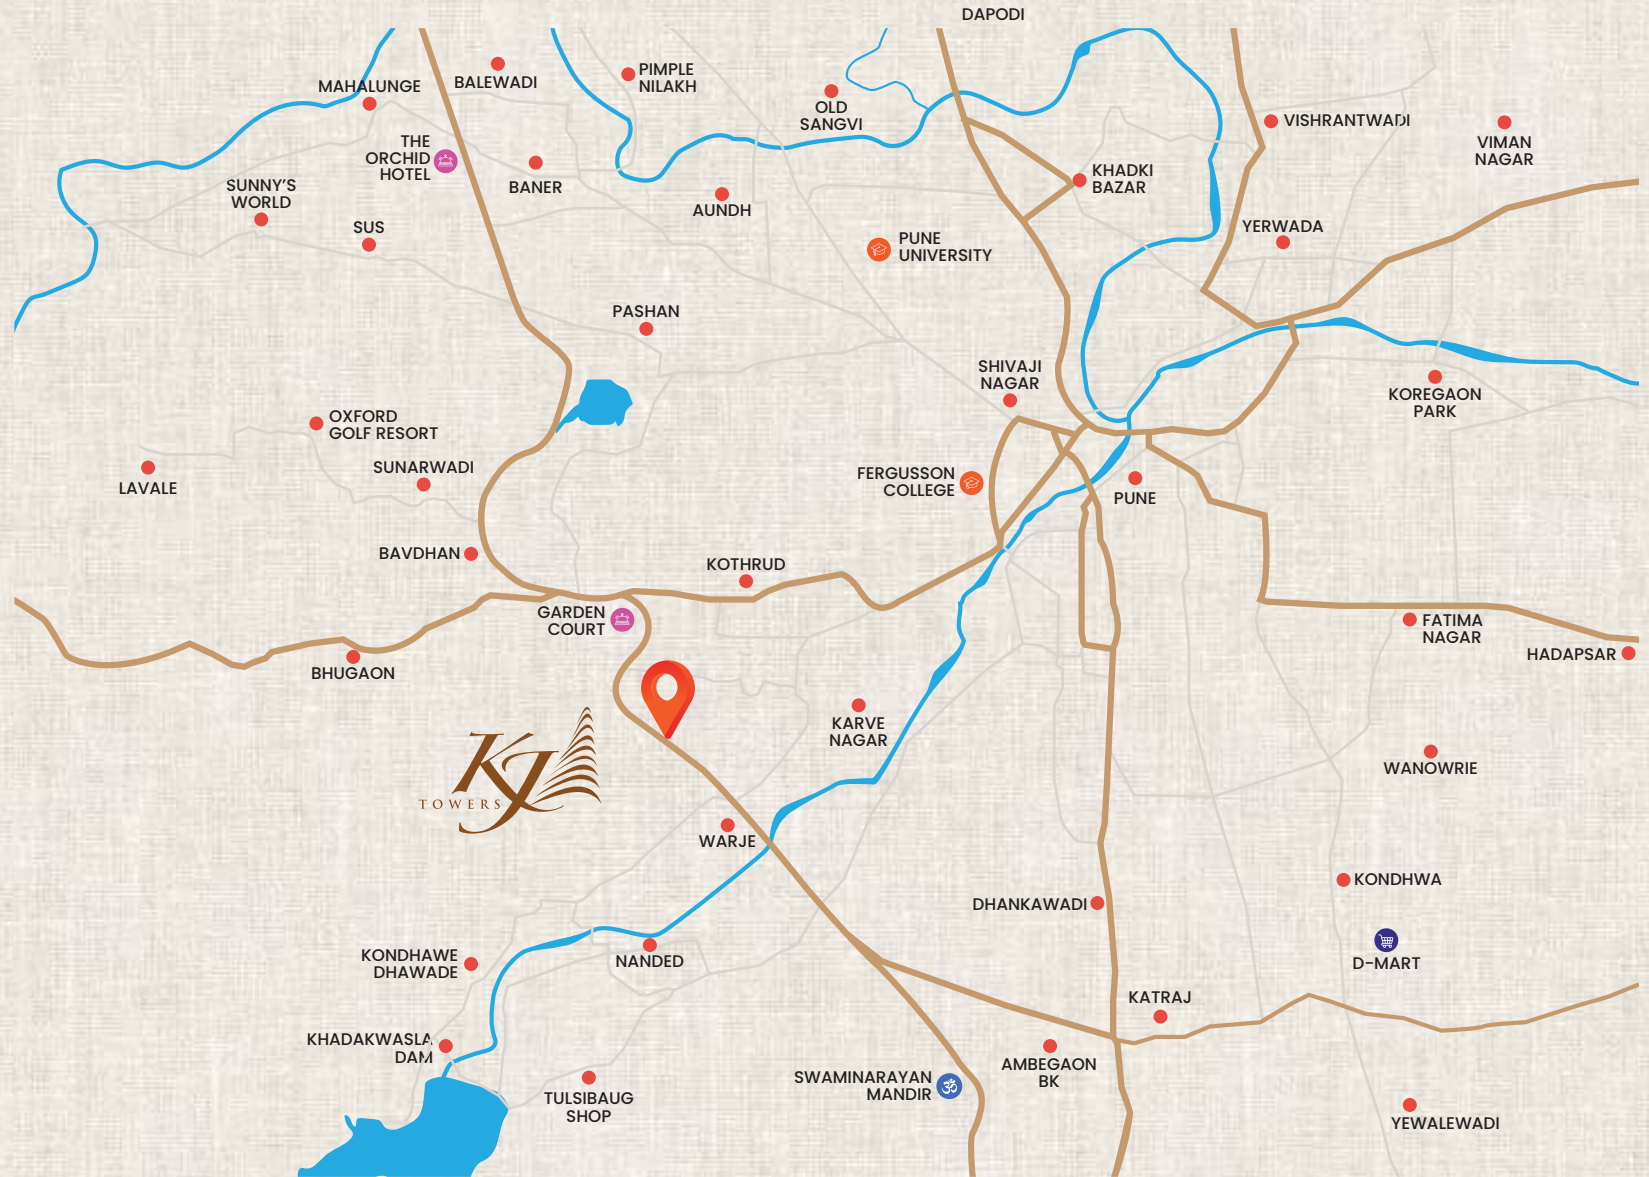 DAPODI
MAHALUNGE
BALEWADI
PIMPLE
NILAKH
OLD
SANGVI
VISHRANTWADI
VIMAN
NAGAR
THE
ORCHID
HOTEL
BANER
KHADKI
BAZAR
SUNNY'S
WORLD
SUS
AUNDH
PUNE
UNIVERSITY
YERWADA
PASHAN
SHIVAJI
NAGAR
KOREGAON
PARK
OXFORD
GOLF RESORT
SUNARWADI
LAVALE
FERGUSSON
COLLEGE
PUNE
BAVDHAN
KOTHRUD
GARDEN
COURT
FATIMA
NAGAR
HADAPSAR
BHUGAON
KARVE
NAGAR
KJ
TOWERS
WANOWRIE
WARJE
KONDHWA
DHANKAWADI
D-MART
KONDHAWE
DHAWADE
NANDED
KATRAJ
KHADAKWASLA
DAM
AMBEGAON
BK
SWAMINARAYAN
MANDIR
ॐ
TULSIBAUG
SHOP
YEWALEWADI